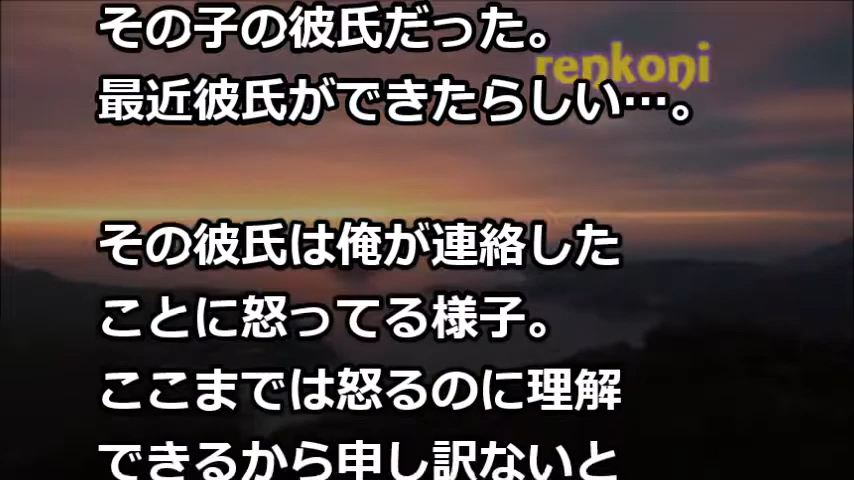 その子の彼氏だった。
renkoni
最近彼氏ができたらしい…。
その彼氏は俺が連絡した
ことに怒ってる様子。
ここまでは怒るのに理解
できるから申し訳ないと